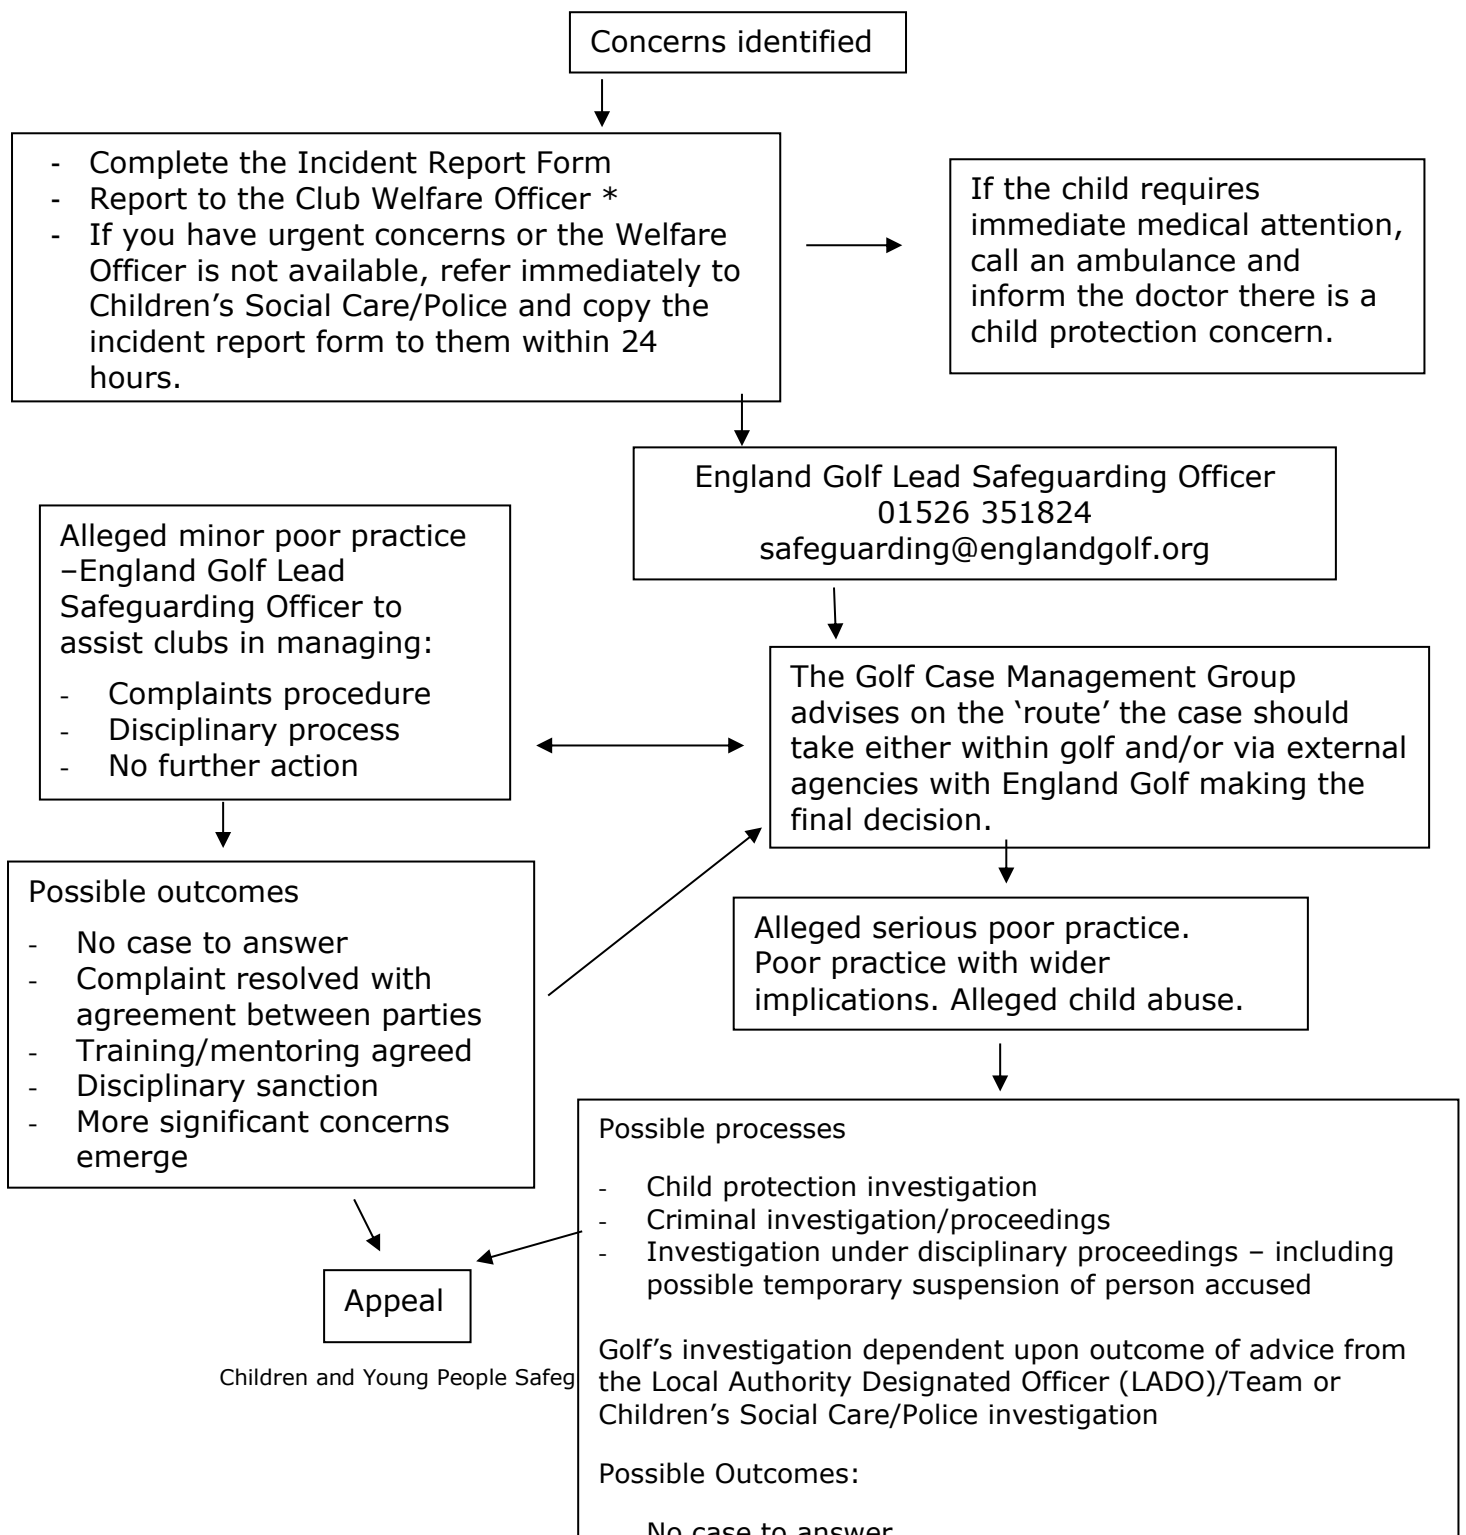 Concerns identified
- Complete the Incident Report Form
- Report to the Club Welfare Officer *
- If you have urgent concerns or the Welfare
Officer is not available, refer immediately to
Children’s Social Care/Police and copy the
incident report form to them within 24
hours.
If the child requires
immediate medical attention,
call an ambulance and
inform the doctor there is a
child protection concern.
England Golf Lead Safeguarding Officer
01526 351824
safeguarding@englandgolf.org
Alleged minor poor practice
–England Golf Lead
Safeguarding Officer to
assist clubs in managing:
- Complaints procedure
- Disciplinary process
- No further action
The Golf Case Management Group
advises on the ‘route’ the case should
take either within golf and/or via external
agencies with England Golf making the
final decision.
Possible outcomes
- No case to answer
- Complaint resolved with
agreement between parties
- Training/mentoring agreed
- Disciplinary sanction
- More significant concerns
emerge
Alleged serious poor practice.
Poor practice with wider
implications. Alleged child abuse.
Possible processes
- Child protection investigation
- Criminal investigation/proceedings
- Investigation under disciplinary proceedings – including
possible temporary suspension of person accused
Golf’s investigation dependent upon outcome of advice from
the Local Authority Designated Officer (LADO)/Team or
Children’s Social Care/Police investigation
Possible Outcomes:
No case to answer
Appeal
Children and Young People Safeg